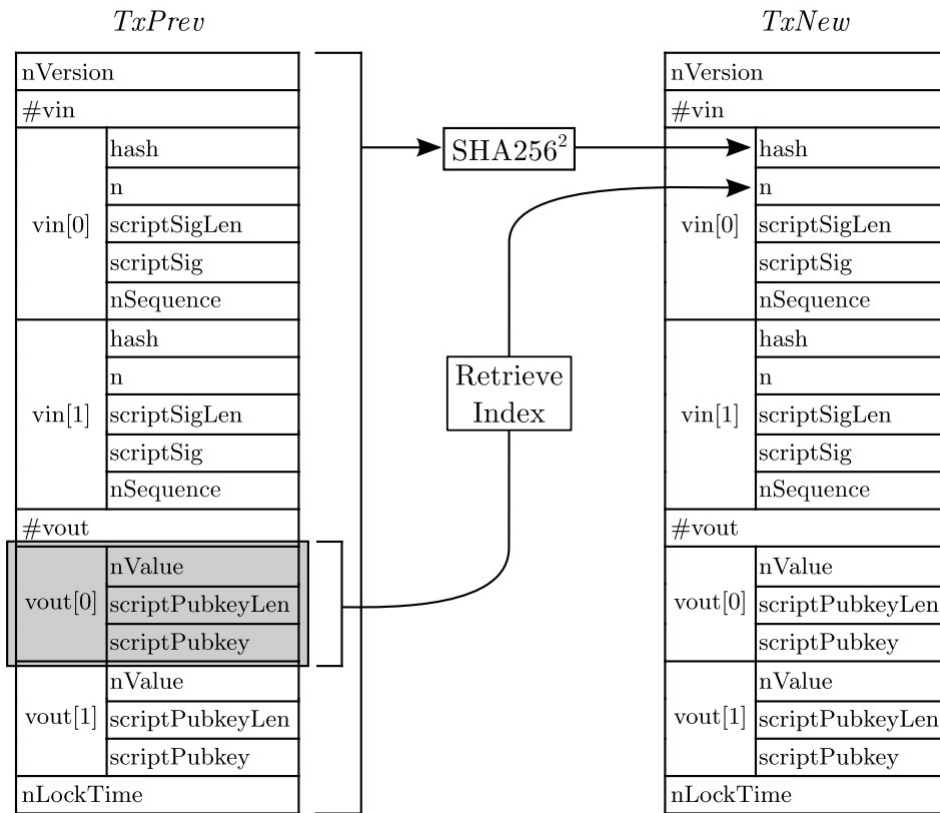 TxPrev
nVersion
#vin
vin[0]
hash
n
scriptSigLen
scriptSig
nSequence
vin[1]
hash
n
scriptSigLen
scriptSig
nSequence
#vout
vout[0]
nValue
scriptPubkeyLen
scriptPubkey
vout[1]
nValue
scriptPubkeyLen
scriptPubkey
nLockTime
SHA256²
Retrieve
Index
TxNew
nVersion
#vin
vin[0]
hash
n
scriptSigLen
scriptSig
nSequence
vin[1]
hash
n
scriptSigLen
scriptSig
nSequence
#vout
vout[0]
nValue
scriptPubkeyLen
scriptPubkey
vout[1]
nValue
scriptPubkeyLen
scriptPubkey
nLockTime